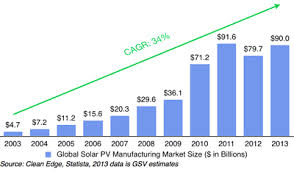 CAGR: 34%
$4.7
$7.2
$11.2
$15.6
$20.3
$29.6
$36.1
$71.2
$91.6
$79.7
$90.0
2003 2004 2005 2006 2007 2008 2009 2010 2011 2012 2013
Global Solar PV Manufacturing Market Size ($ in Billions)
Source: Clean Edge, Statista, 2013 data is GSV estimates